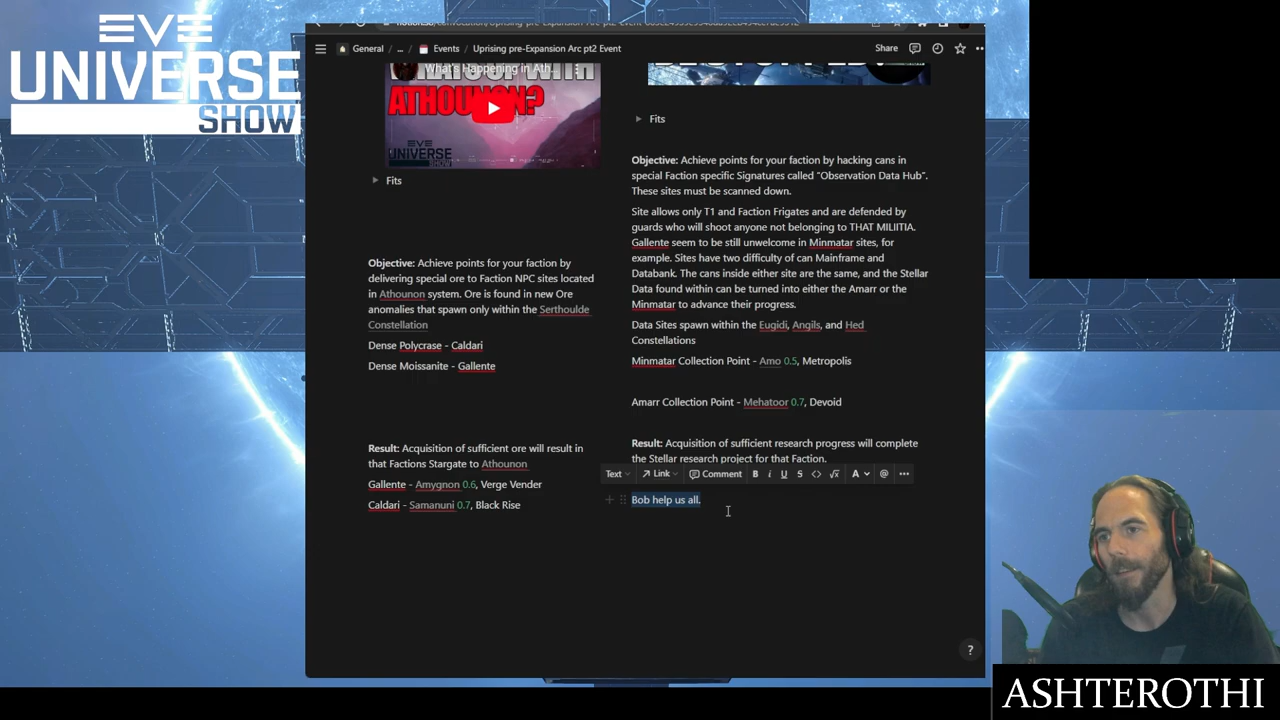 EVE
UNIVERSE
SHOW
General / ... / Events / Uprising pre-Expansion Arc pt2 Event
Share
What's Happening in Ath...
ATHOUNON?
EVE
UNIVERSE
Fits
Objective: Achieve points for your faction by
delivering special ore to Faction NPC sites located
in Athounon system. Ore is found in new Ore
anomalies that spawn only within the Serthoulde
Constellation
Dense Polycrase - Caldari
Dense Moissanite - Gallente
Result: Acquisition of sufficient ore will result in
that Factions Stargate to Athounon
Gallente - Amygnon 0.6, Verge Vender
Caldari - Samanuni 0.7, Black Rise
Fits
Objective: Achieve points for your faction by hacking cans in
special Faction specific Signatures called "Observation Data Hub".
These sites must be scanned down.
Site allows only T1 and Faction Frigates and are defended by
guards who will shoot anyone not belonging to THAT MILIITIA.
Gallente seem to be still unwelcome in Minmatar sites, for
example. Sites have two difficulty of can Mainframe and
Databank. The cans inside either site are the same, and the Stellar
Data found within can be turned into either the Amarr or the
Minmatar to advance their progress.
Data Sites spawn within the Eugidi, Angils, and Hed
Constellations
Minmatar Collection Point - Amo 0.5, Metropolis
Amarr Collection Point - Mehatoor 0.7, Devoid
Result: Acquisition of sufficient research progress will complete
the Stellar research project for that Faction.
Text Link Comment B i U S <> √x A @ •••
Bob help us all.
?
ASHTEROTHI